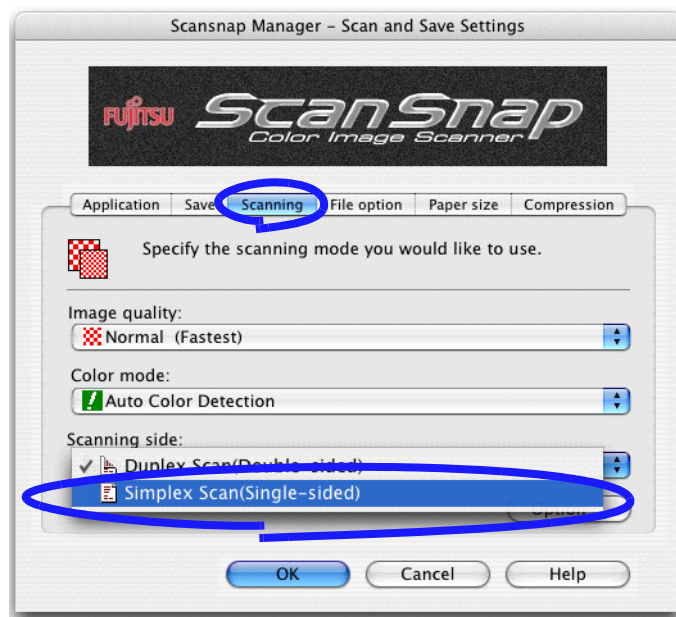 Scansnap Manager – Scan and Save Settings
FUJITSU ScanSnap
Color Image Scanner
Application Save Scanning File option Paper size Compression
Specify the scanning mode you would like to use.
Image quality:
Normal (Fastest)
Color mode:
Auto Color Detection
Scanning side:
✓ Duplex Scan(Double-sided)
Simplex Scan(Single-sided)
Option
OK Cancel Help